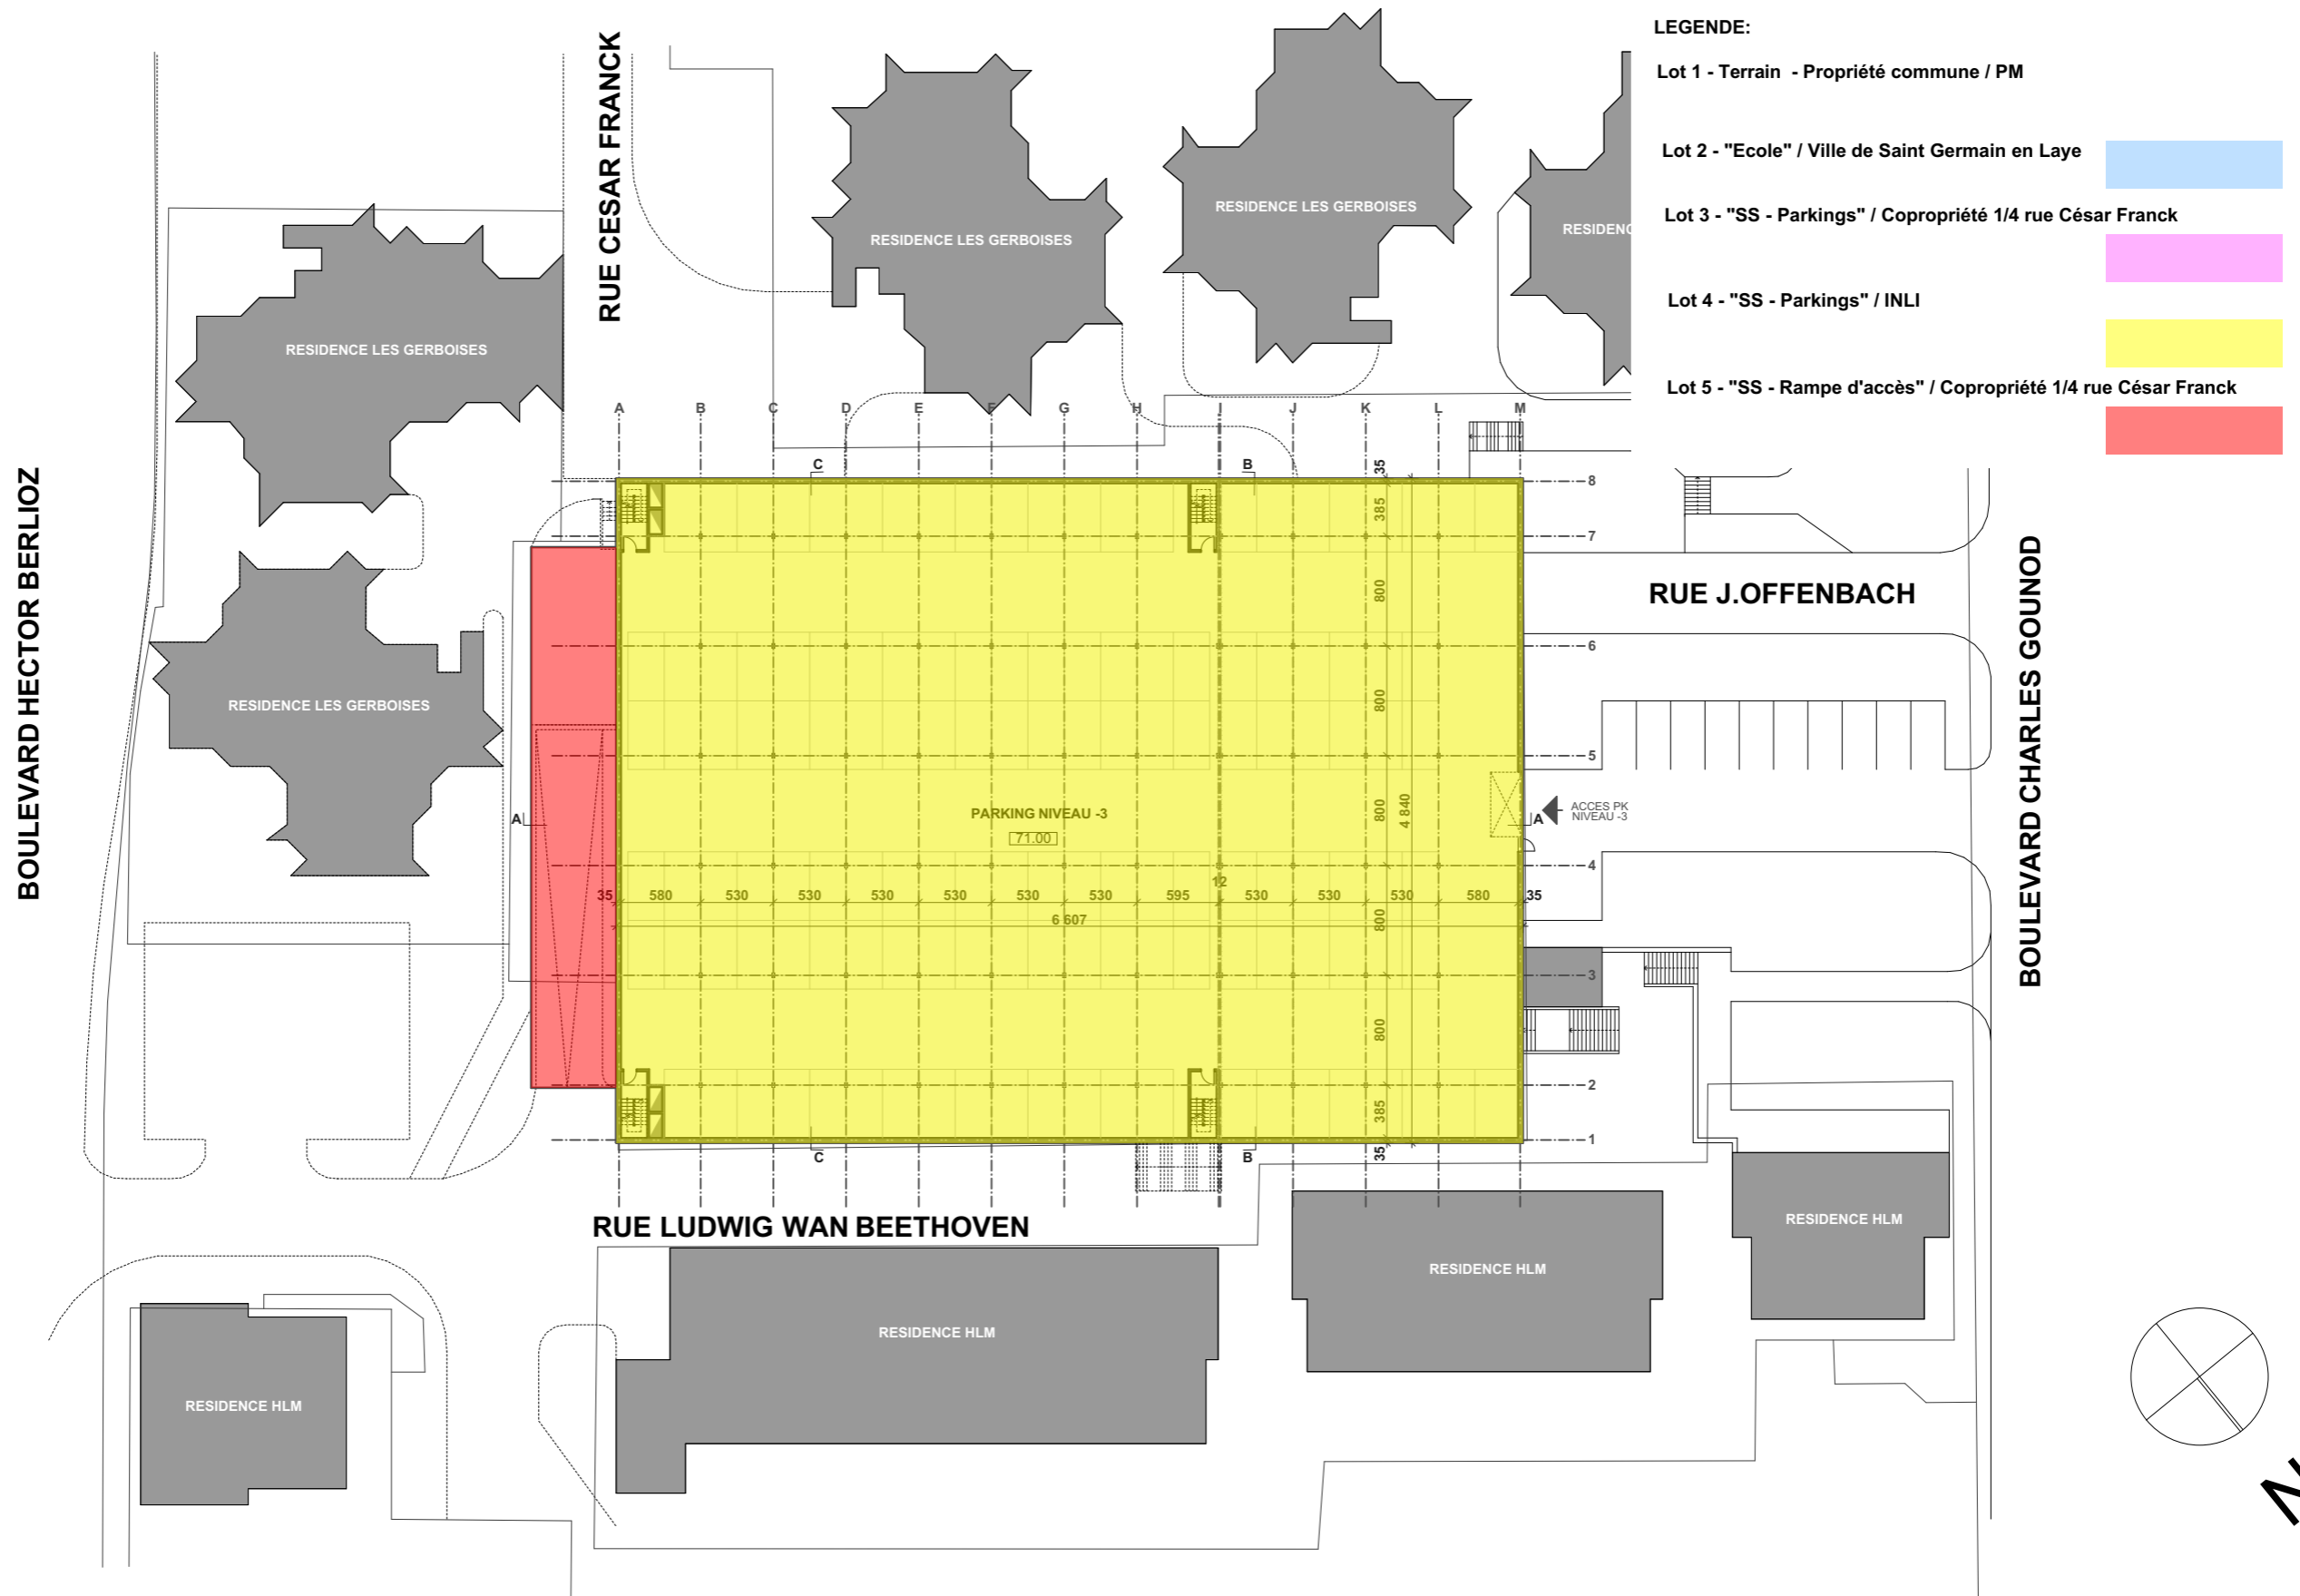 LEGENDE:
Lot 1 - Terrain - Propriété commune / PM
Lot 2 - "Ecole" / Ville de Saint Germain en Laye
Lot 3 - "SS - Parkings" / Copropriété 1/4 rue César Franck
Lot 4 - "SS - Parkings" / INLI
Lot 5 - "SS - Rampe d'accès" / Copropriété 1/4 rue César Franck
RUE CESAR FRANCK
RESIDENCE LES GERBOISES
RESIDENCE LES GERBOISES
RESIDENC
RESIDENCE LES GERBOISES
RESIDENCE LES GERBOISES
BOULEVARD HECTOR BERLIOZ
BOULEVARD CHARLES GOUNOD
RUE J.OFFENBACH
A B C D E F G H I J K L M
C B
35
8
385
7
800
6
800
5
800
4 840
PARKING NIVEAU -3
71.00
A
A
ACCES PK
NIVEAU -3
4
12
35 580 530 530 530 530 530 530 595 530 530 530 580 35
6 607
800
3
800
2
385
1
35
C B
RUE LUDWIG WAN BEETHOVEN
RESIDENCE HLM
RESIDENCE HLM
RESIDENCE HLM
RESIDENCE HLM
N